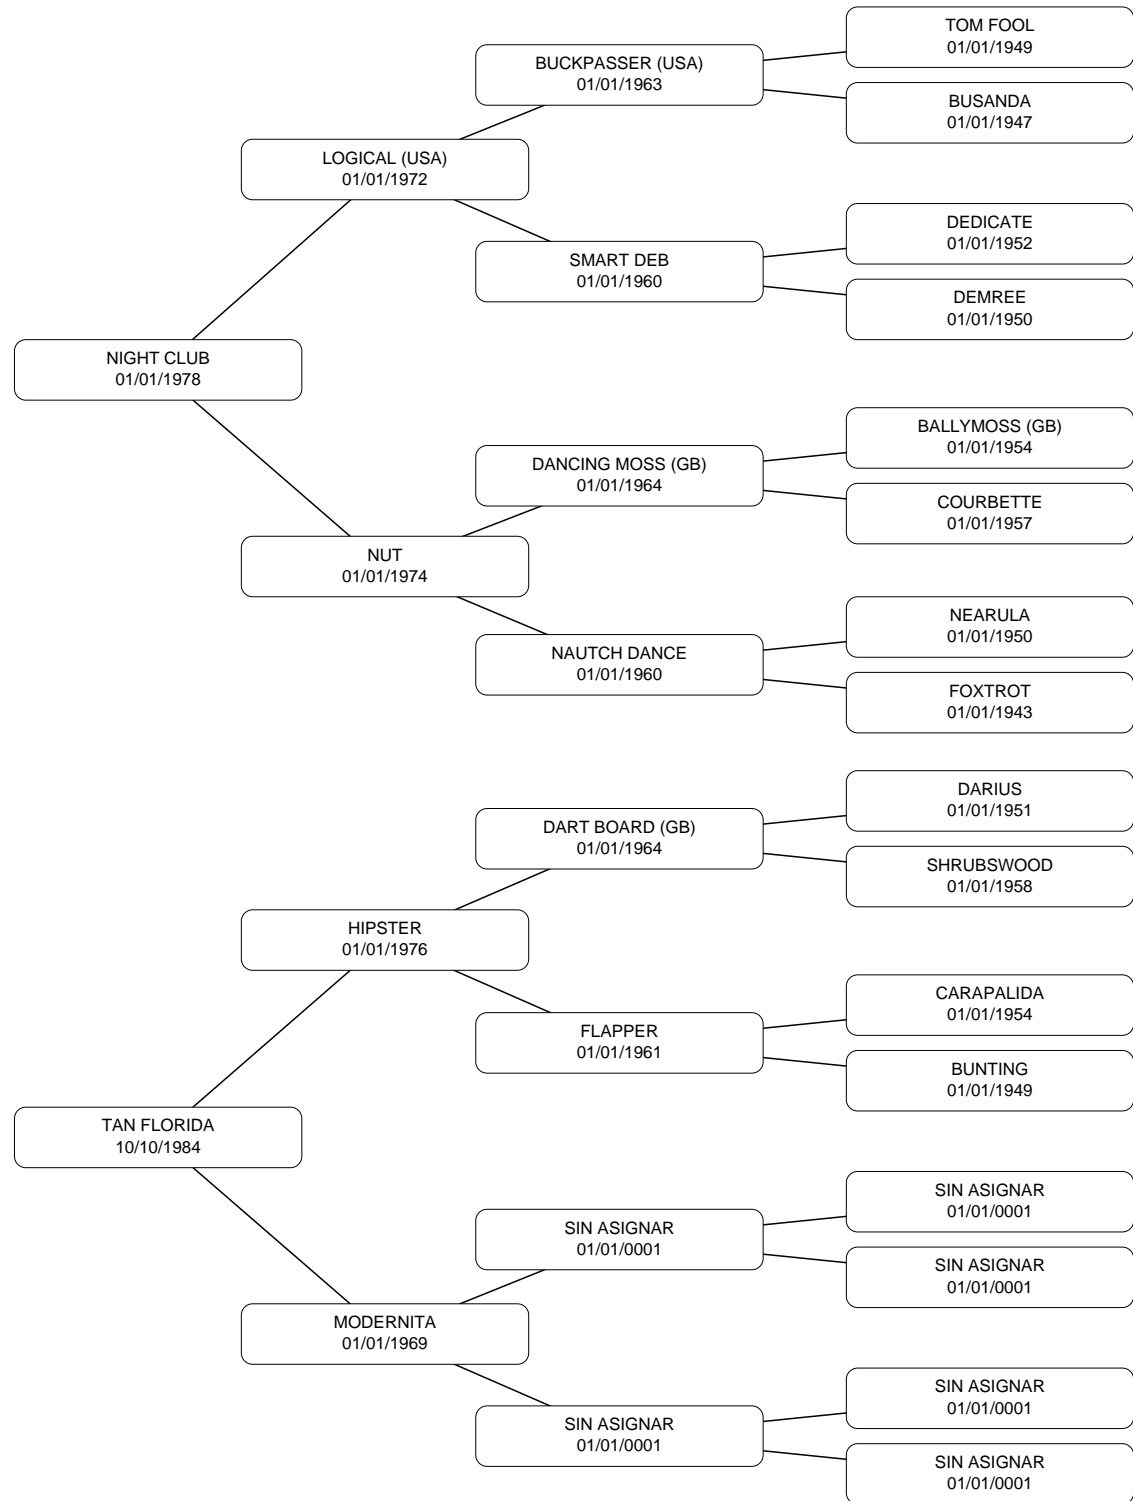 TOM FOOL
01/01/1949
BUCKPASSER (USA)
01/01/1963
BUSANDA
01/01/1947
LOGICAL (USA)
01/01/1972
DEDICATE
01/01/1952
SMART DEB
01/01/1960
DEMREE
01/01/1950
NIGHT CLUB
01/01/1978
BALLYMOSS (GB)
01/01/1954
DANCING MOSS (GB)
01/01/1964
COURBETTE
01/01/1957
NUT
01/01/1974
NEARULA
01/01/1950
NAUTCH DANCE
01/01/1960
FOXTROT
01/01/1943
DARIUS
01/01/1951
DART BOARD (GB)
01/01/1964
SHRUBSWOOD
01/01/1958
HIPSTER
01/01/1976
CARAPALIDA
01/01/1954
FLAPPER
01/01/1961
BUNTING
01/01/1949
TAN FLORIDA
10/10/1984
SIN ASIGNAR
01/01/0001
SIN ASIGNAR
01/01/0001
SIN ASIGNAR
01/01/0001
MODERNITA
01/01/1969
SIN ASIGNAR
01/01/0001
SIN ASIGNAR
01/01/0001
SIN ASIGNAR
01/01/0001